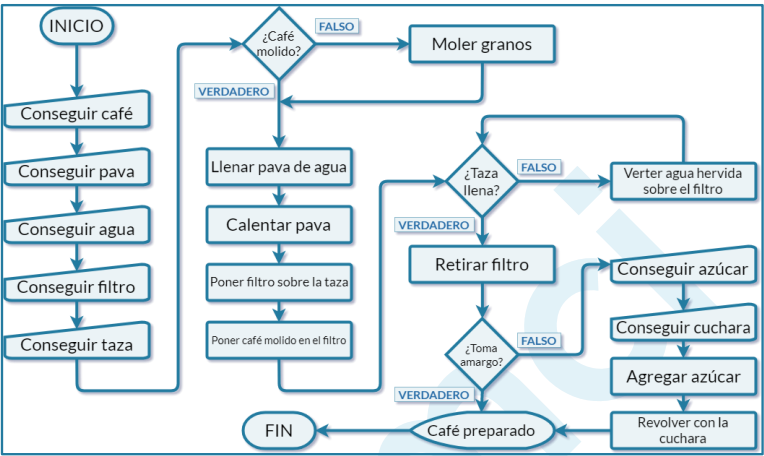 INICIO
Conseguir café
Conseguir pava
Conseguir agua
Conseguir filtro
Conseguir taza
¿Café
molido?
FALSO
Moler granos
VERDADERO
Llenar pava de agua
Calentar pava
Poner filtro sobre la taza
Poner café molido en el filtro
¿Taza
llena?
FALSO
Verter agua hervida
sobre el filtro
VERDADERO
Retirar filtro
¿Toma
amargo?
FALSO
Conseguir azúcar
Conseguir cuchara
Agregar azúcar
Revolver con la
cuchara
VERDADERO
Café preparado
FIN